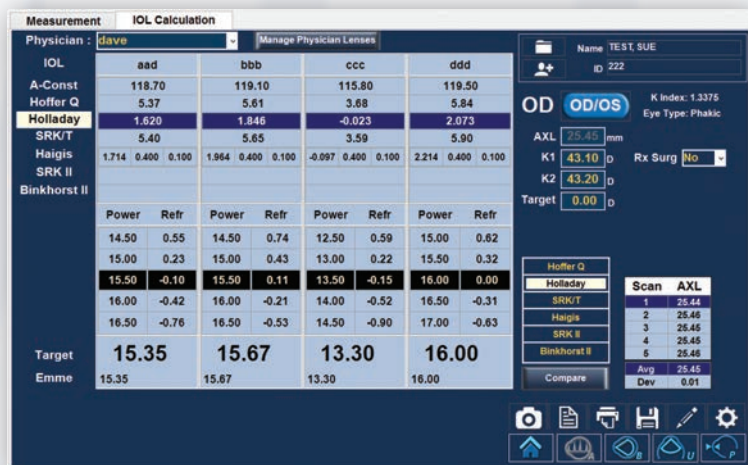 Measurement IOL Calculation
Physician : dave Manage Physician Lenses
IOL aad bbb ccc ddd
A-Const 118.70 119.10 115.80 119.50
Hoffer Q 5.37 5.61 3.68 5.84
Holladay 1.620 1.846 -0.023 2.073
SRK/T 5.40 5.65 3.59 5.90
Haigis 1.714 0.400 0.100 1.964 0.400 0.100 -0.097 0.400 0.100 2.214 0.400 0.100
SRK II
Binkhorst II
Power Refr Power Refr Power Refr Power Refr
14.50 0.55 14.50 0.74 12.50 0.59 15.00 0.62
15.00 0.23 15.00 0.43 13.00 0.22 15.50 0.32
15.50 -0.10 15.50 0.11 13.50 -0.15 16.00 0.00
16.00 -0.42 16.00 -0.21 14.00 -0.52 16.50 -0.31
16.50 -0.76 16.50 -0.53 14.50 -0.90 17.00 -0.63
Target 15.35 15.67 13.30 16.00
Emme 15.35 15.67 13.30 16.00
Name TEST, SUE
ID 222
OD OD/OS K Index: 1.3375
Eye Type: Phakic
AXL 25.45 mm
K1 43.10 D Rx Surg No
K2 43.20 D
Target 0.00 D
Hoffer Q
Holladay
SRK/T
Haigis
SRK II
Binkhorst II
Compare
Scan AXL
1 25.44
2 25.46
3 25.45
4 25.45
5 25.46
Avg 25.45
Dev 0.01
A B U P